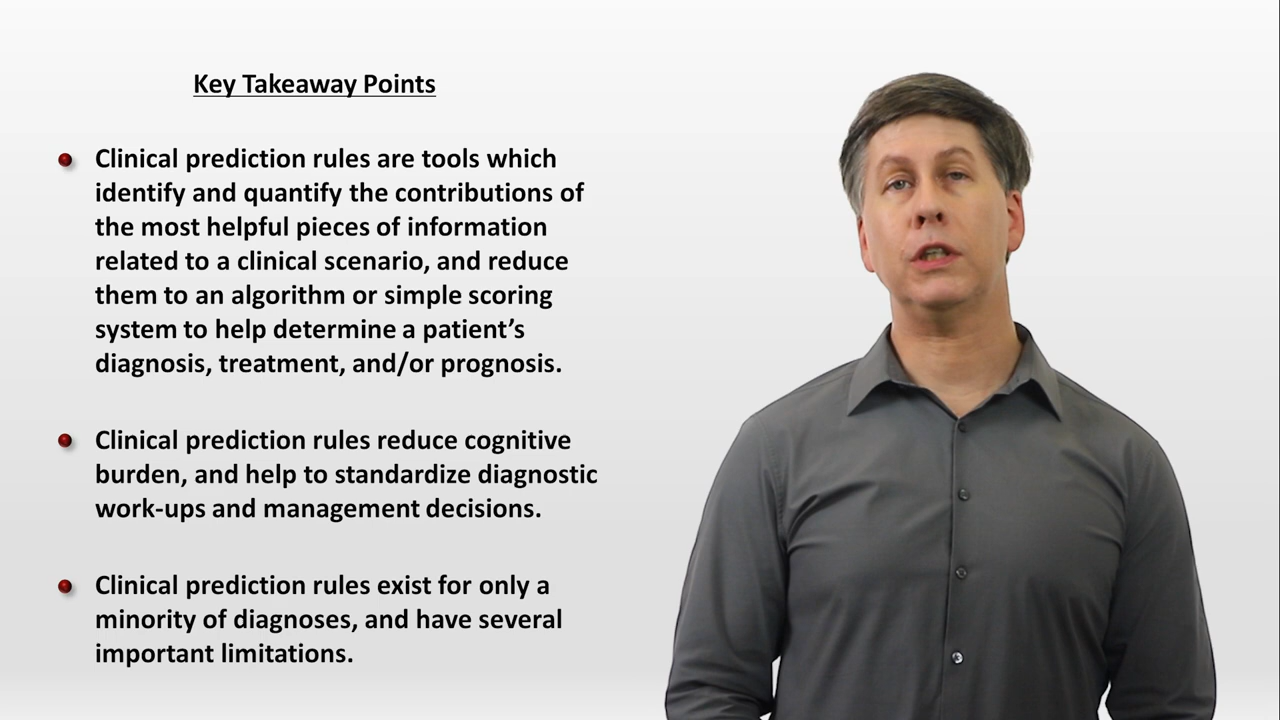 Key Takeaway Points
Clinical prediction rules are tools which
identify and quantify the contributions of
the most helpful pieces of information
related to a clinical scenario, and reduce
them to an algorithm or simple scoring
system to help determine a patient’s
diagnosis, treatment, and/or prognosis.
Clinical prediction rules reduce cognitive
burden, and help to standardize diagnostic
work-ups and management decisions.
Clinical prediction rules exist for only a
minority of diagnoses, and have several
important limitations.